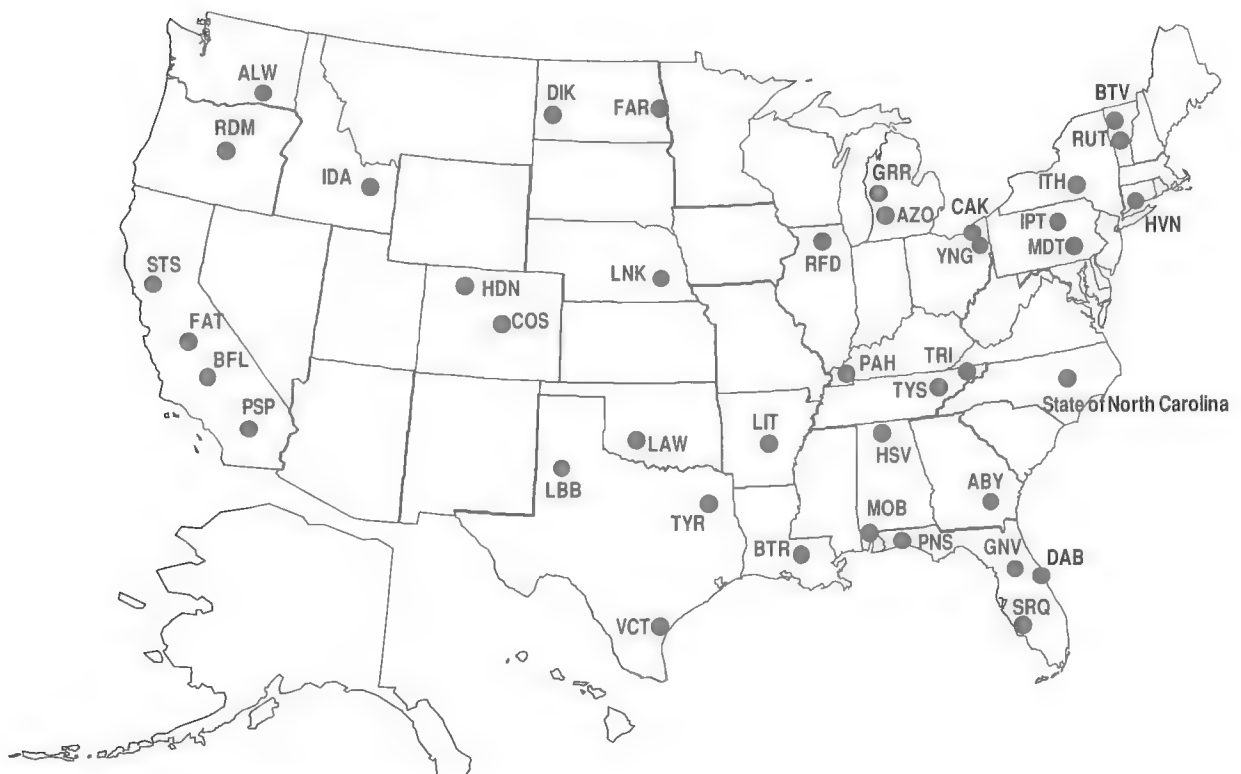 ALW
DIK
FAR
BTV
RDM
RUT
IDA
GRR
ITH
AZO
CAK
IPT
HVN
STS
RFD
YNG
MDT
HDN
LNK
FAT
COS
BFL
PAH
TRI
TYS
PSP
State of North Carolina
LAW
LIT
HSV
LBB
ABY
TYR
MOB
BTR
PNS
GNV
DAB
SRQ
VCT